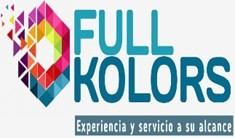 FULL
KOLORS
Experiencia y servicio a su alcance